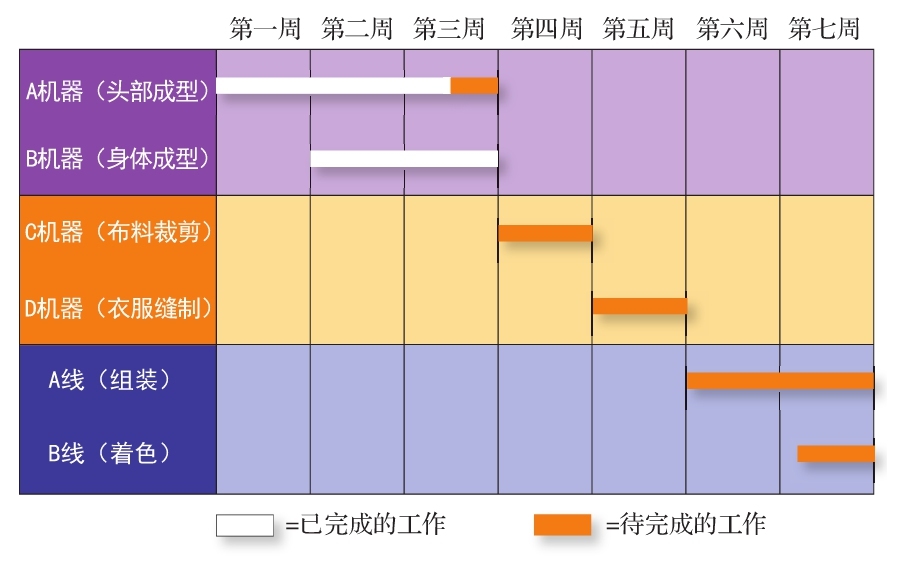 第一周 第二周 第三周 第四周 第五周 第六周 第七周
A机器（头部成型）
B机器（身体成型）
C机器（布料裁剪）
D机器（衣服缝制）
A线（组装）
B线（着色）
=已完成的工作 =待完成的工作